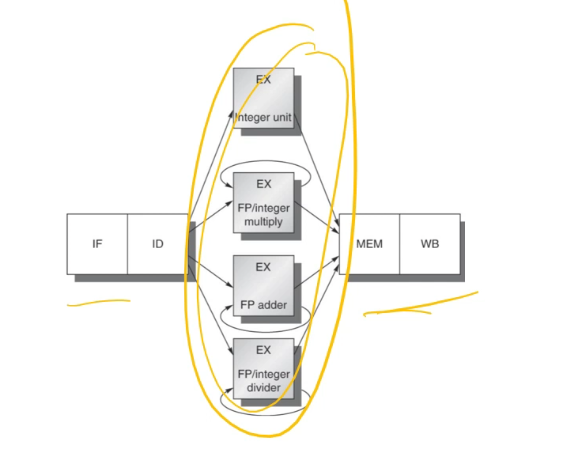 EX
Integer unit
EX
FP/integer
multiply
IF
ID
MEM
WB
EX
FP adder
EX
FP/integer
divider